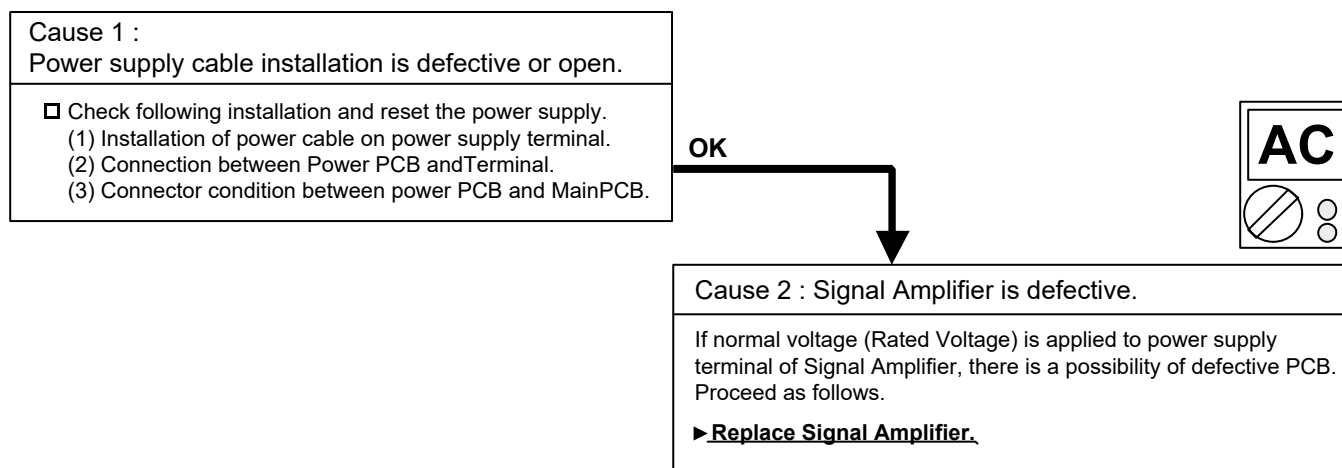 Cause 1 :
Power supply cable installation is defective or open.
Check following installation and reset the power supply.
(1) Installation of power cable on power supply terminal.
(2) Connection between Power PCB andTerminal.
(3) Connector condition between power PCB and MainPCB.
OK
AC
Cause 2 : Signal Amplifier is defective.
If normal voltage (Rated Voltage) is applied to power supply
terminal of Signal Amplifier, there is a possibility of defective PCB.
Proceed as follows.
►Replace Signal Amplifier.